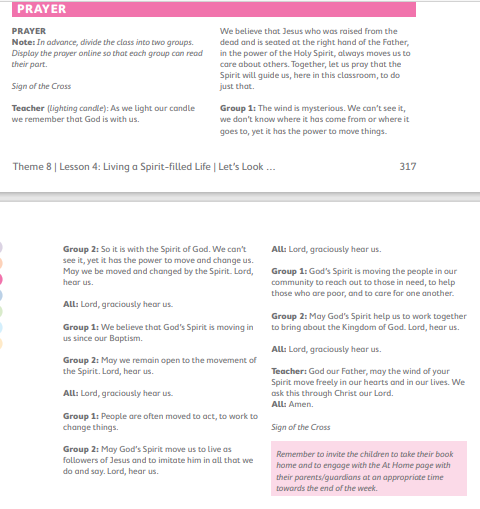 PRAYER
PRAYER
Note: In advance, divide the class into two groups.
Display the prayer online so that each group can read
their part.
Sign of the Cross
Teacher (lighting candle): As we light our candle
we remember that God is with us.
We believe that Jesus who was raised from the
dead and is seated at the right hand of the Father,
in the power of the Holy Spirit, always moves us to
care about others. Together, let us pray that the
Spirit will guide us, here in this classroom, to do
just that.
Group 1: The wind is mysterious. We can't see it,
we don't know where it has come from or where it
goes to, yet it has the power to move things.
Theme 8 | Lesson 4: Living a Spirit-filled Life | Let's Look ...
317
Group 2: So it is with the Spirit of God. We can't
see it, yet it has the power to move and change us.
May we be moved and changed by the Spirit. Lord,
hear us.
All: Lord, graciously hear us.
Group 1: We believe that God's Spirit is moving in
us since our Baptism.
Group 2: May we remain open to the movement of
the Spirit. Lord, hear us.
All: Lord, graciously hear us.
Group 1: People are often moved to act, to work to
change things.
Group 2: May God's Spirit move us to live as
followers of Jesus and to imitate him in all that we
do and say. Lord, hear us.
All: Lord, graciously hear us.
Group 1: God's Spirit is moving the people in our
community to reach out to those in need, to help
those who are poor, and to care for one another.
Group 2: May God's Spirit help us to work together
to bring about the Kingdom of God. Lord, hear us.
All: Lord, graciously hear us.
Teacher: God our Father, may the wind of your
Spirit move freely in our hearts and in our lives. We
ask this through Christ our Lord.
All: Amen.
Sign of the Cross
Remember to invite the children to take their book
home and to engage with the At Home page with
their parents/guardians at an appropriate time
towards the end of the week.